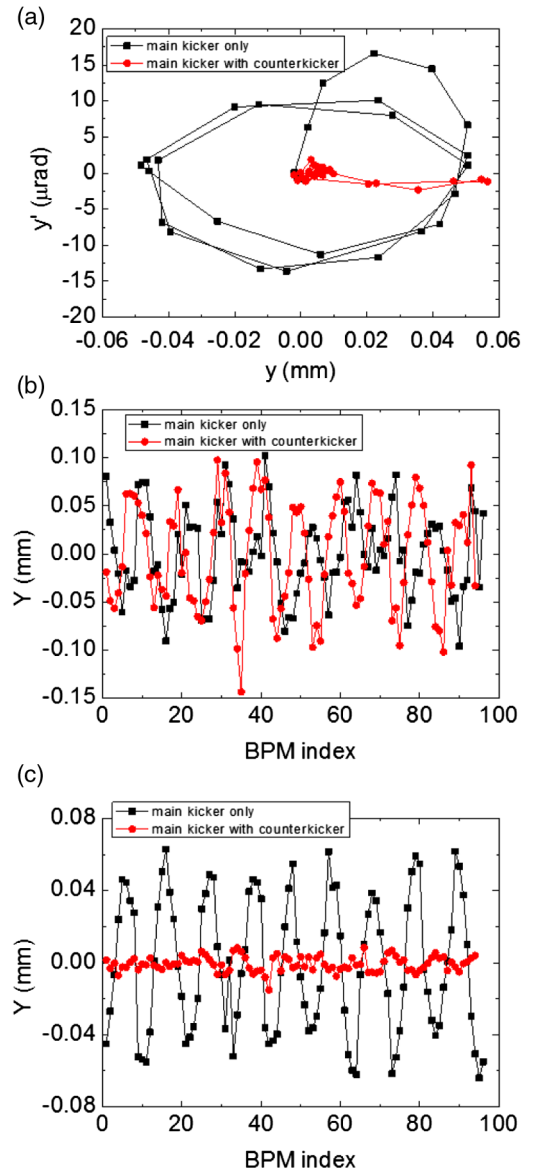 (a)
20
15
10
5
0
-5
-10
-15
-20
y' (μrad)
main kicker only
main kicker with counterkicker
-0.06 -0.04 -0.02 0.00 0.02 0.04 0.06
y (mm)
(b)
0.15
0.10
0.05
0.00
-0.05
-0.10
-0.15
Y (mm)
main kicker only
main kicker with counterkicker
0 20 40 60 80 100
BPM index
(c)
0.08
0.04
0.00
-0.04
-0.08
Y (mm)
main kicker only
main kicker with counterkicker
0 20 40 60 80 100
BPM index